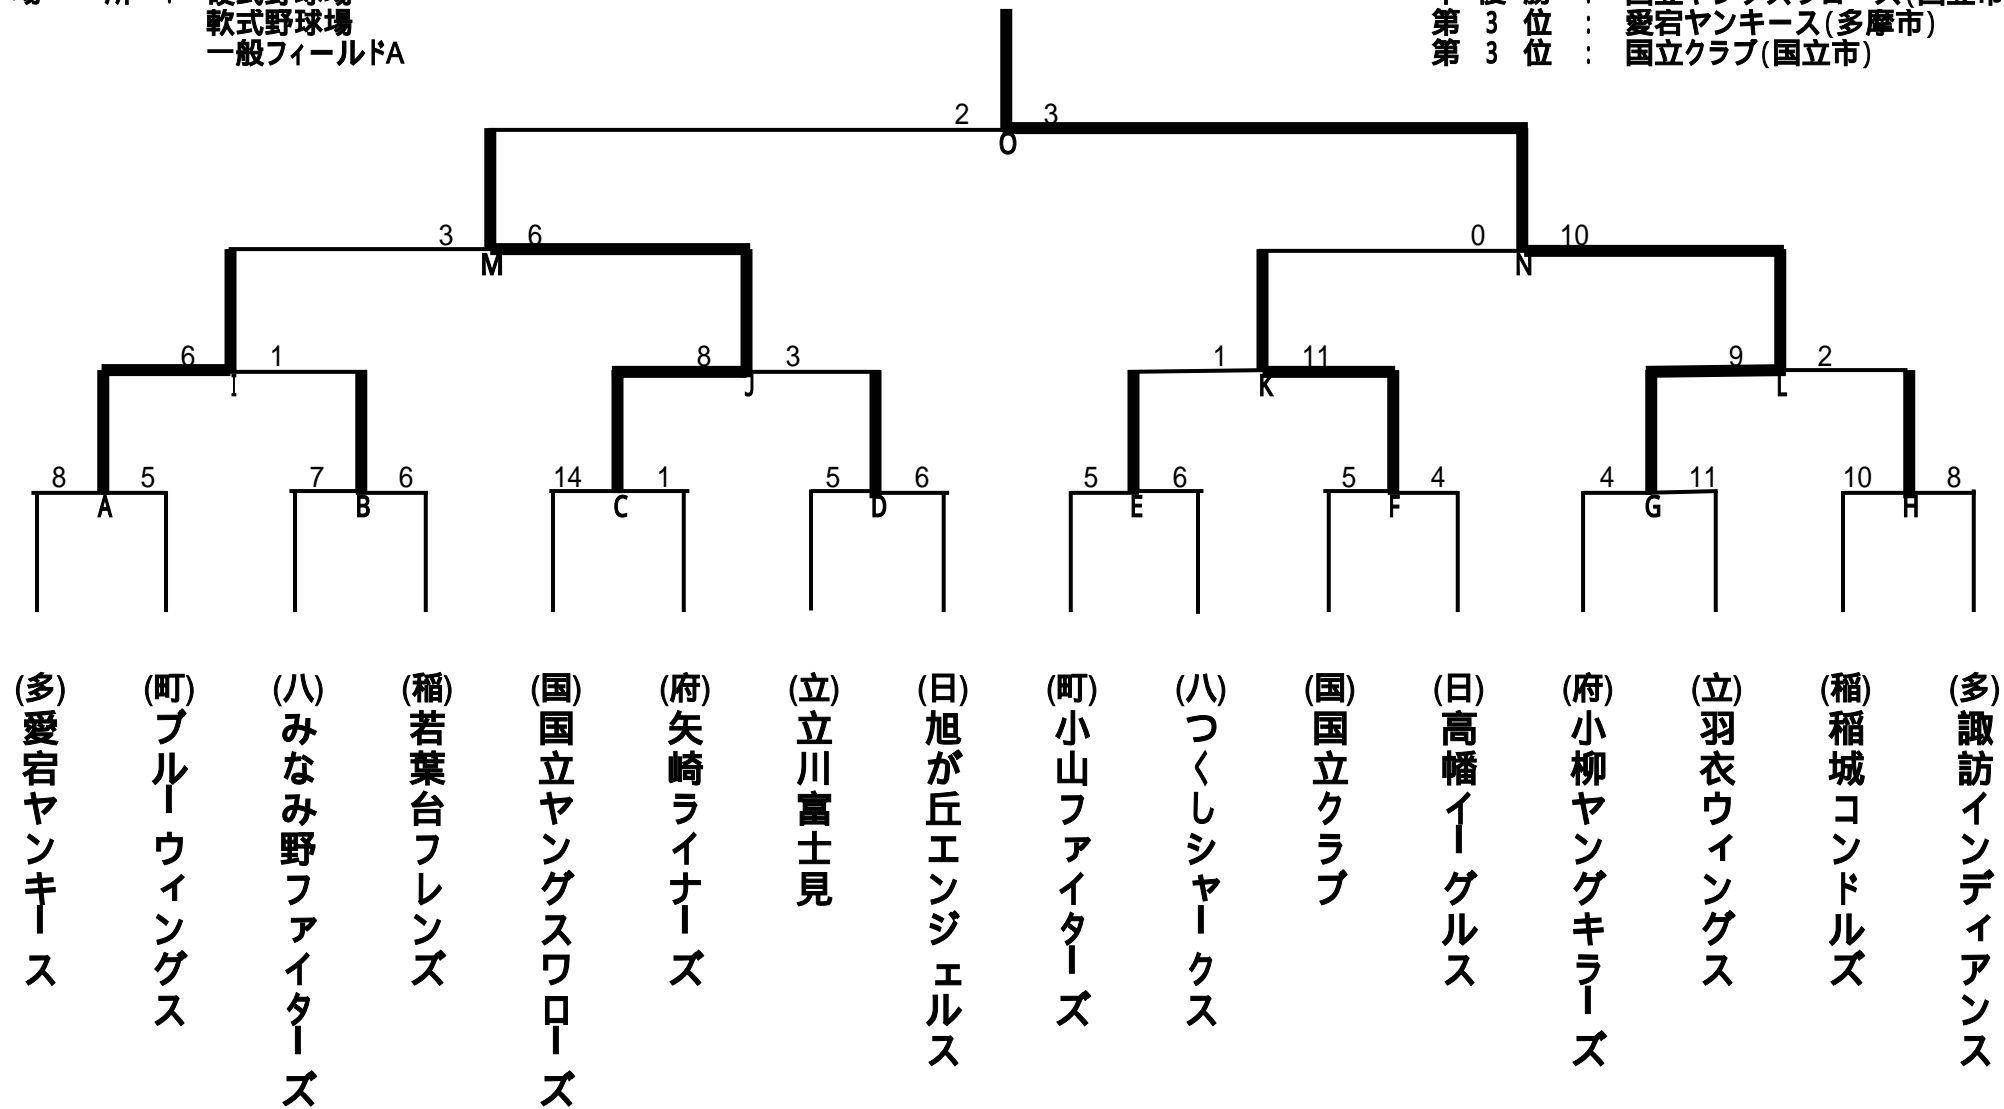 軟式野球場
一般フィールドA
第 3 位 : 愛宕ヤンキース(多摩市)
第 3 位 : 国立クラブ(国立市)
2 3
O
3 6 0 10
M N
6 1 8 3 1 11 9 2
I J K L
8 5 7 6 14 1 5 6 5 6 5 4 4 11 10 8
A B C D E F G H
(多)愛宕ヤンキース
(町)ブルーウィングス
(八)みなみ野ファイターズ
(稲)若葉台フレンズ
(国)国立ヤングスワローズ
(府)矢崎ライナーズ
(立)立川富士見
(日)旭が丘エンジェルス
(町)小山ファイターズ
(八)つくしシャークス
(国)国立クラブ
(日)高幡イーグルス
(府)小柳ヤングキラーズ
(立)羽衣ウィングス
(稲)稲城コンドルズ
(多)諏訪インディアンス